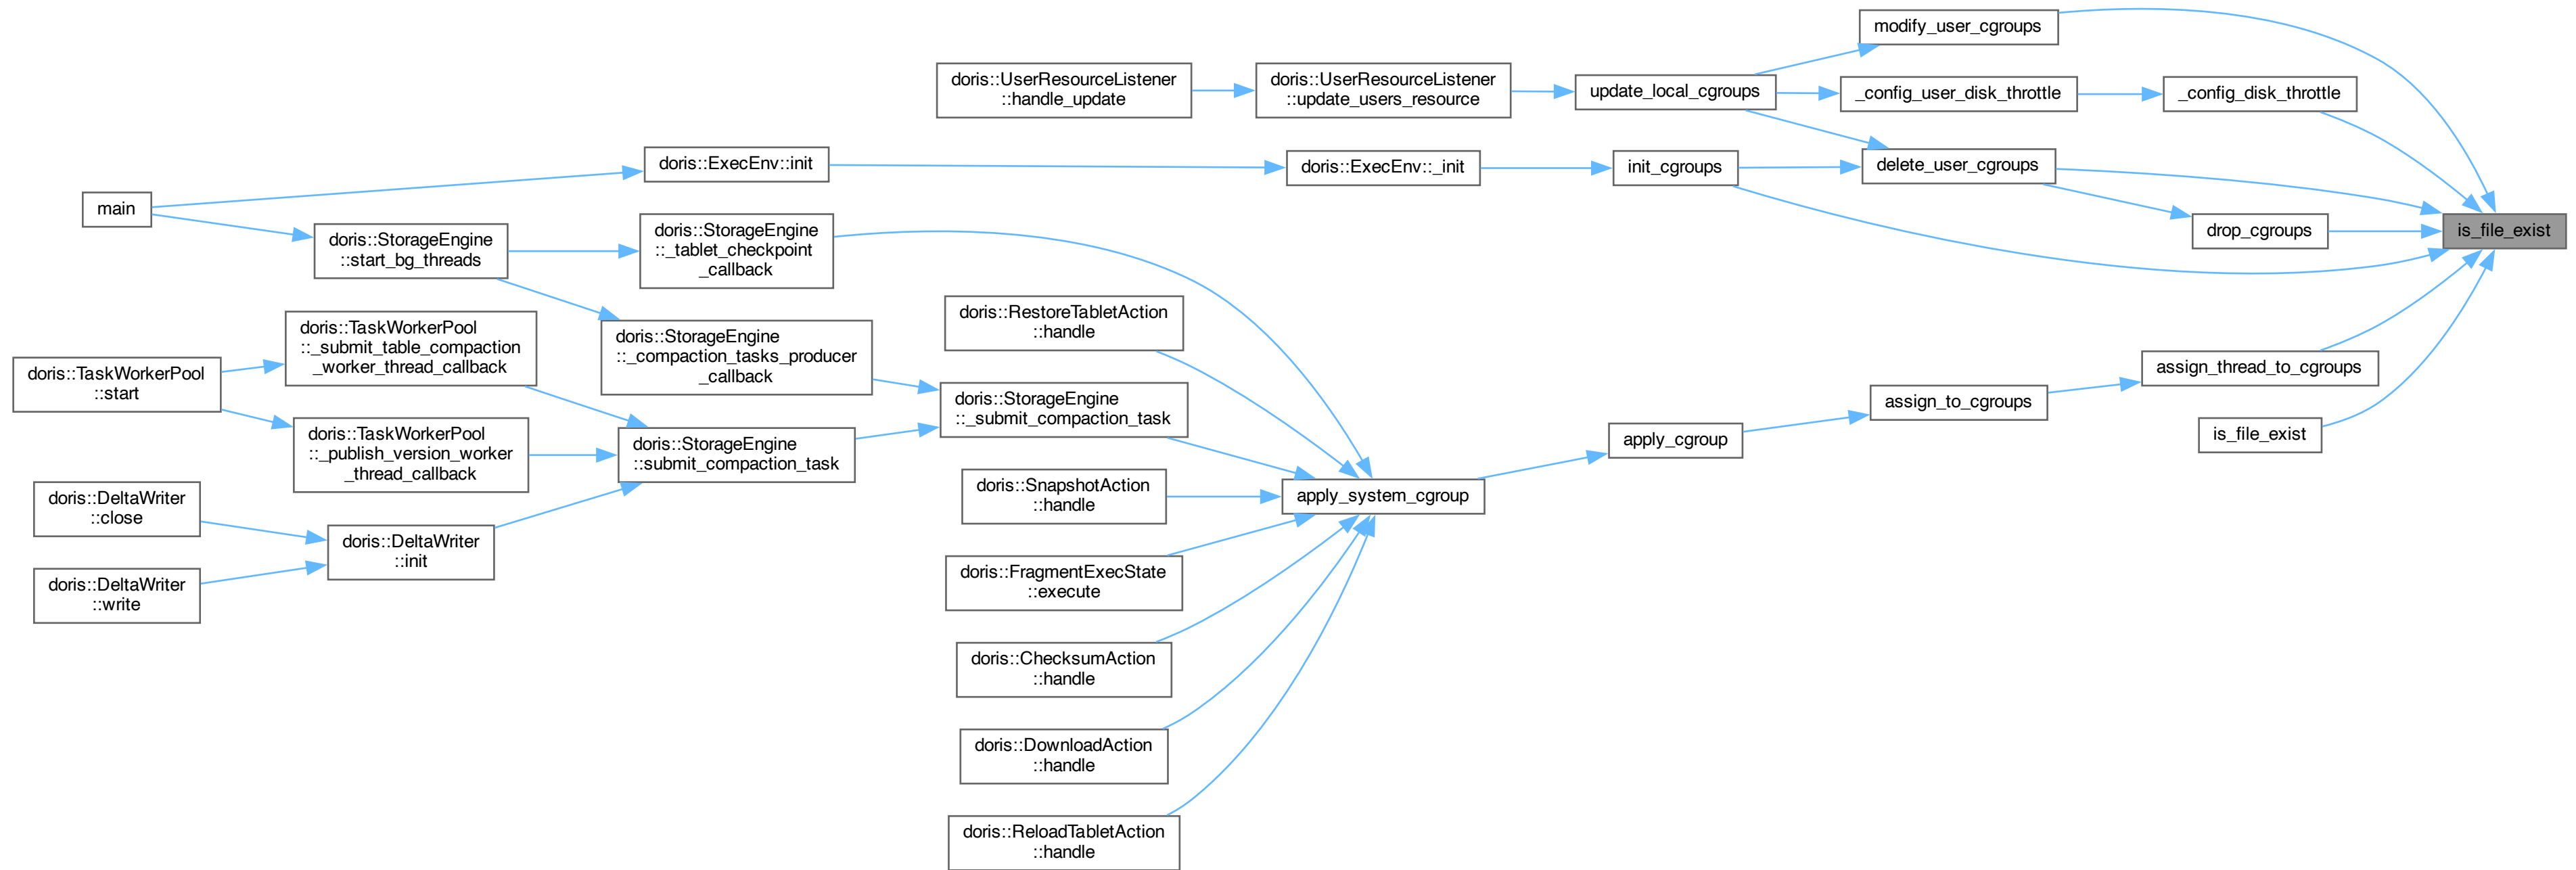 modify_user_cgroups
doris::UserResourceListener
::handle_update
doris::UserResourceListener
::update_users_resource
update_local_cgroups
_config_user_disk_throttle
_config_disk_throttle
doris::ExecEnv::init
doris::ExecEnv::_init
init_cgroups
delete_user_cgroups
main
drop_cgroups
is_file_exist
doris::StorageEngine
::start_bg_threads
doris::StorageEngine
::_tablet_checkpoint
_callback
doris::RestoreTabletAction
::handle
doris::TaskWorkerPool
::_submit_table_compaction
_worker_thread_callback
doris::StorageEngine
::_compaction_tasks_producer
_callback
assign_thread_to_cgroups
doris::TaskWorkerPool
::start
doris::StorageEngine
::_submit_compaction_task
assign_to_cgroups
is_file_exist
apply_cgroup
doris::TaskWorkerPool
::_publish_version_worker
_thread_callback
doris::StorageEngine
::submit_compaction_task
doris::SnapshotAction
::handle
apply_system_cgroup
doris::DeltaWriter
::close
doris::DeltaWriter
::init
doris::FragmentExecState
::execute
doris::DeltaWriter
::write
doris::ChecksumAction
::handle
doris::DownloadAction
::handle
doris::ReloadTabletAction
::handle